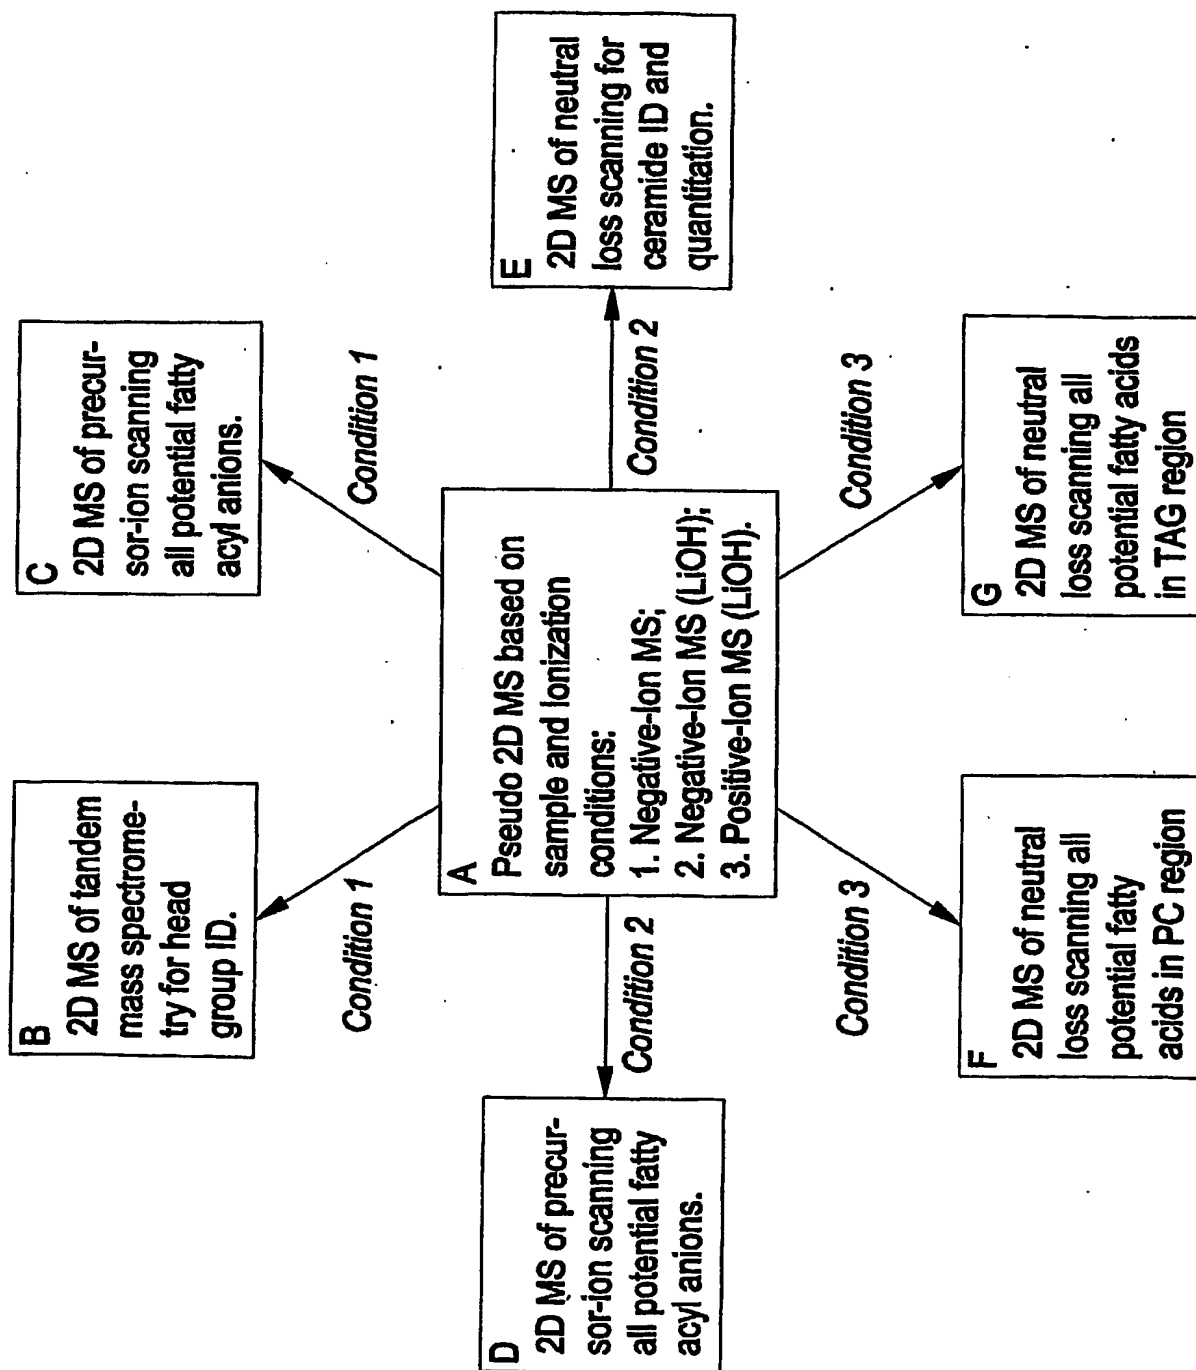 B
2D MS of tandem
mass spectrome-
try for head
group ID.
C
2D MS of precur-
sor-ion scanning
all potential fatty
acyl anions.
Condition 1
Condition 1
D
2D MS of precur-
sor-ion scanning
all potential fatty
acyl anions.
Condition 2
A
Pseudo 2D MS based on
sample and Ionization
conditions:
1. Negative-Ion MS;
2. Negative-Ion MS (LiOH);
3. Positive-Ion MS (LiOH).
Condition 2
E
2D MS of neutral
loss scanning for
ceramide ID and
quantitation.
Condition 3
Condition 3
F
2D MS of neutral
loss scanning all
potential fatty
acids in PC region
G
2D MS of neutral
loss scanning all
potential fatty acids
in TAG region